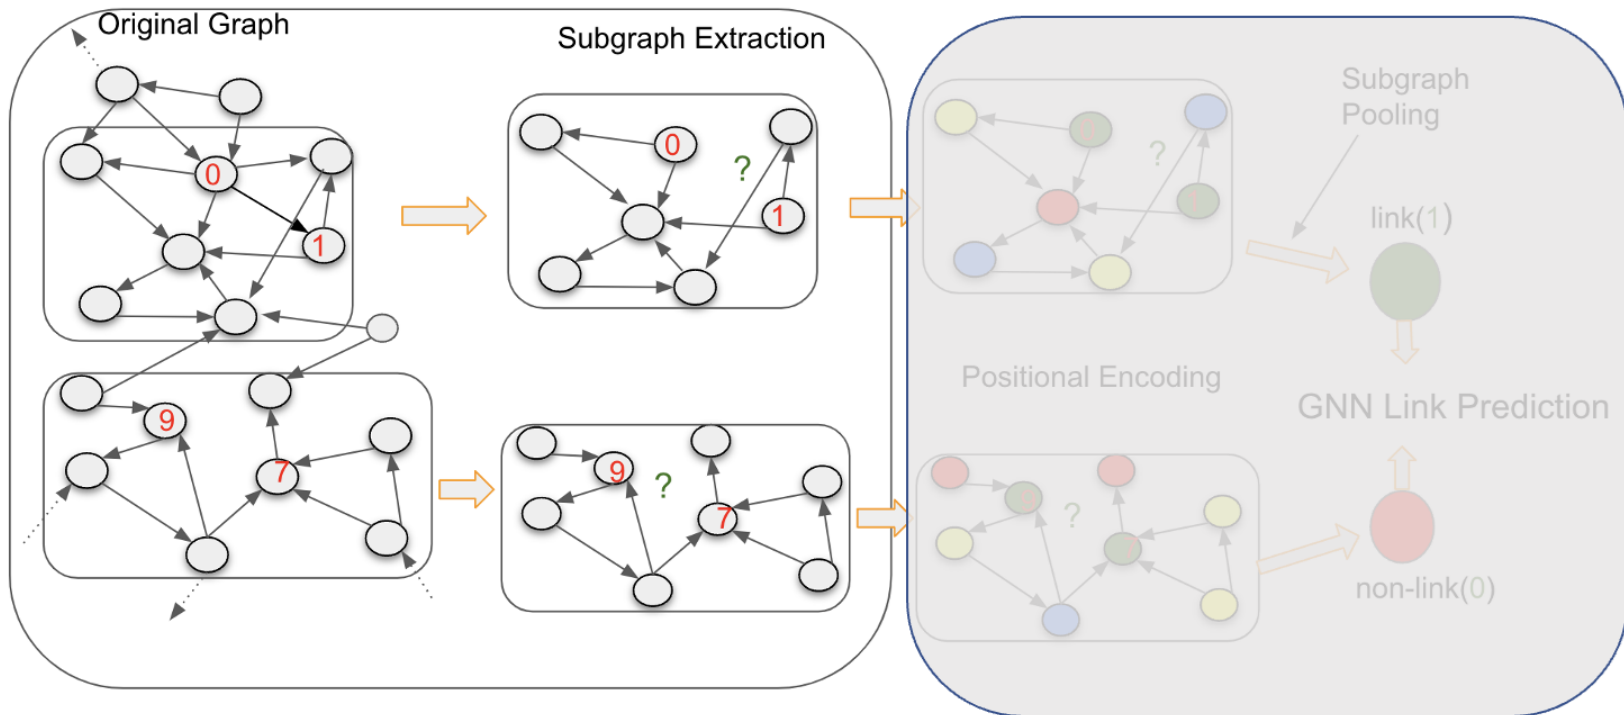 Original Graph
Subgraph Extraction
0
1
9
7
0
?
1
9
?
7
Subgraph
Pooling
?
1
link(1)
Positional Encoding
GNN Link Prediction
?
non-link(0)